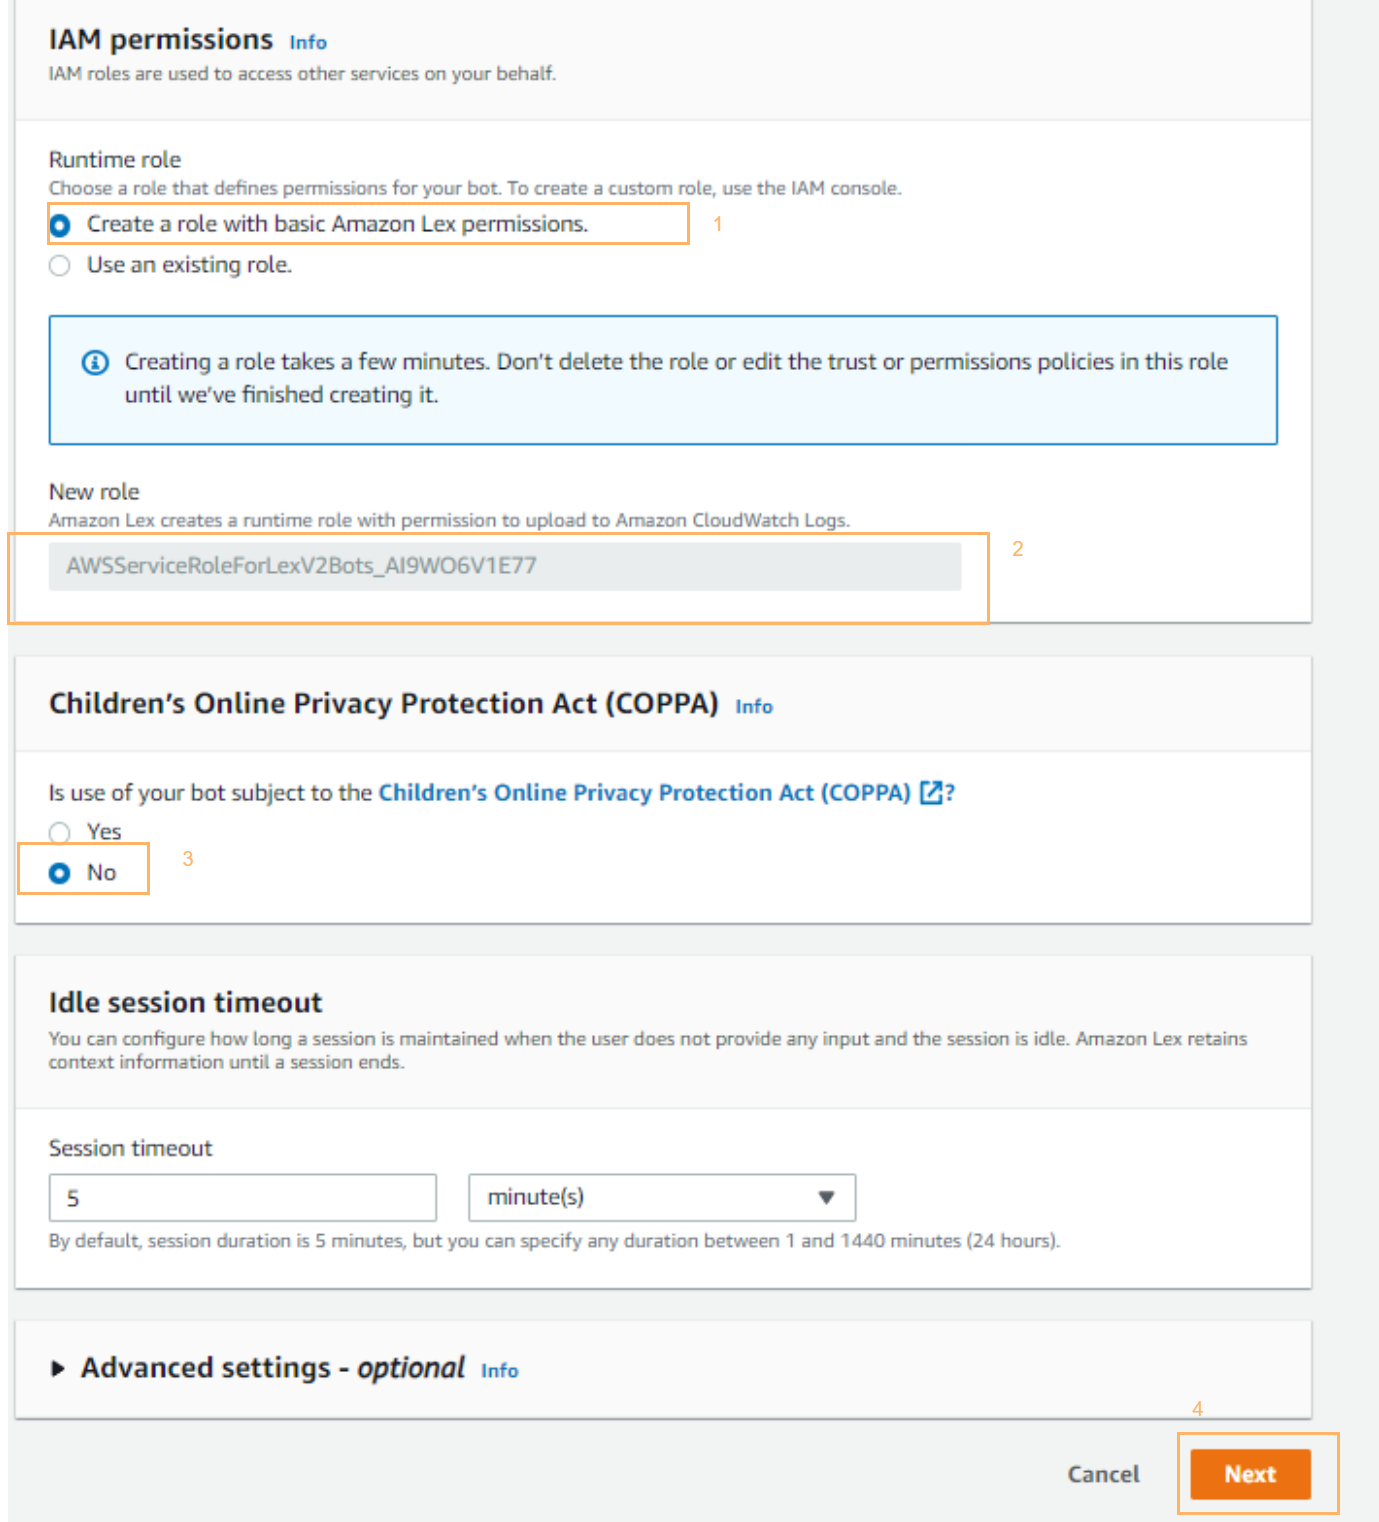 IAM permissions Info
IAM roles are used to access other services on your behalf.
Runtime role
Choose a role that defines permissions for your bot. To create a custom role, use the IAM console.
Create a role with basic Amazon Lex permissions. 1
Use an existing role.
Creating a role takes a few minutes. Don't delete the role or edit the trust or permissions policies in this role
until we've finished creating it.
New role
Amazon Lex creates a runtime role with permission to upload to Amazon CloudWatch Logs.
2
AWSServiceRoleForLexV2Bots_AI9WO6V1E77
Children's Online Privacy Protection Act (COPPA) Info
Is use of your bot subject to the Children's Online Privacy Protection Act (COPPA)?
Yes
3
No
Idle session timeout
You can configure how long a session is maintained when the user does not provide any input and the session is idle. Amazon Lex retains
context information until a session ends.
Session timeout
5 minute(s)
By default, session duration is 5 minutes, but you can specify any duration between 1 and 1440 minutes (24 hours).
Advanced settings - optional Info
4
Cancel Next